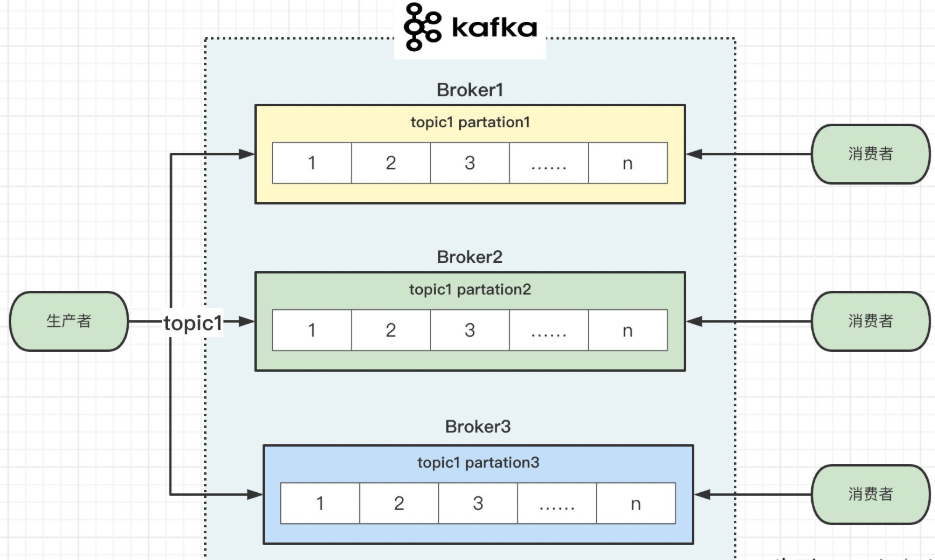 kafka
Broker1
topic1 partation1
1 2 3 ...... n
消费者
Broker2
topic1 partation2
1 2 3 ...... n
生产者
topic1
消费者
Broker3
topic1 partation3
1 2 3 ...... n
消费者